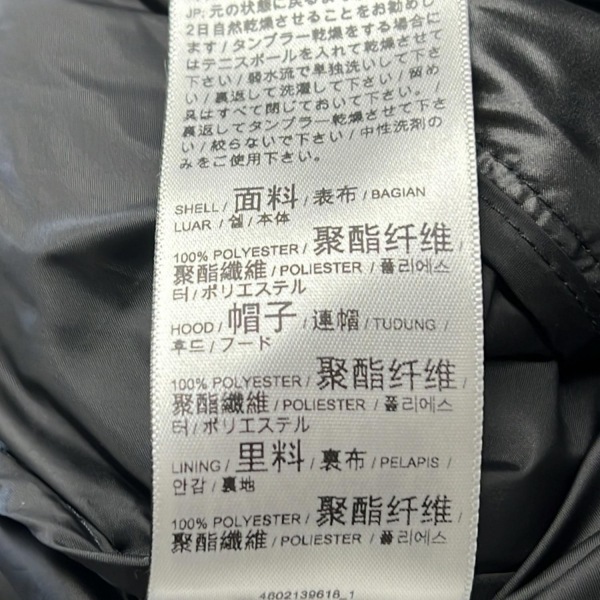 JP: 元の状態に戻る
2日自然乾燥させることをお勧めし
ます / タンブラー乾燥をする場合に
はテニスボールを入れて乾燥させて
下さい / 弱水流で単独洗いして下さ
い / 裏返して洗濯して下さい / 留め
具はすべて閉じておいて下さい。/
裏返してタンブラー乾燥させて下さ
い / 絞らないで下さい / 中性洗剤の
みをご使用下さい。
SHELL / 面料 / 表布 / BAGIAN
LUAR / 쉘 / 本体
100% POLYESTER / 聚酯纤维 /
聚酯纖維 / POLIESTER / 폴리에스
터 / ポリエステル
HOOD / 帽子 / 連帽 / TUDUNG /
후드 / フード
100% POLYESTER / 聚酯纤维 /
聚酯纖維 / POLIESTER / 폴리에스
터 / ポリエステル
LINING / 里料 / 裏布 / PELAPIS /
안감 / 裏地
100% POLYESTER / 聚酯纤维 /
聚酯纖維 / POLIESTER / 폴리에스
4602139618_1